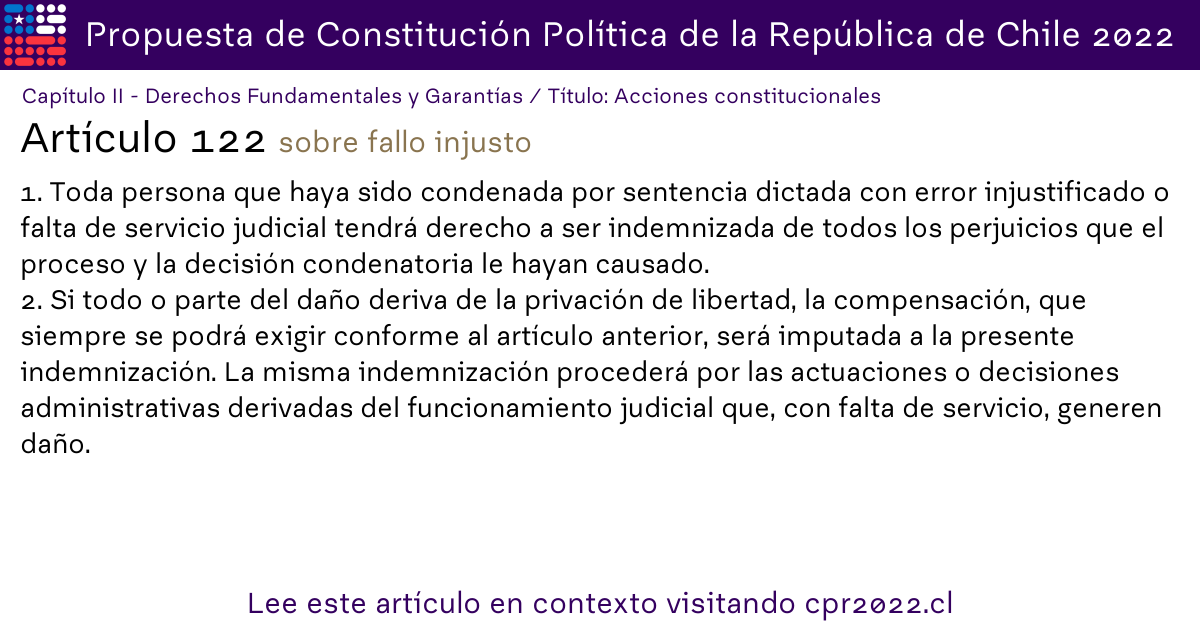 Propuesta de Constitución Política de la República de Chile 2022
Capítulo II - Derechos Fundamentales y Garantías / Título: Acciones constitucionales
Artículo 122 sobre fallo injusto
1. Toda persona que haya sido condenada por sentencia dictada con error injustificado o
falta de servicio judicial tendrá derecho a ser indemnizada de todos los perjuicios que el
proceso y la decisión condenatoria le hayan causado.
2. Si todo o parte del daño deriva de la privación de libertad, la compensación, que
siempre se podrá exigir conforme al artículo anterior, será imputada a la presente
indemnización. La misma indemnización procederá por las actuaciones o decisiones
administrativas derivadas del funcionamiento judicial que, con falta de servicio, generen
daño.
Lee este artículo en contexto visitando cpr2022.cl